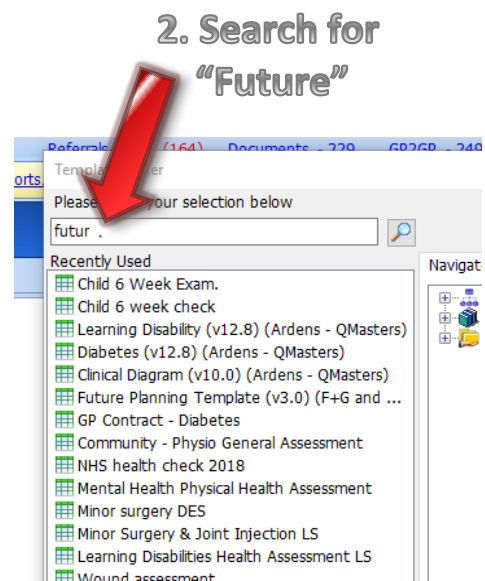 2. Search for
“Future”
Referrals (164) Documents - 229 GP2GP - 249
orts
Please your selection below
futur .
Recently Used
Navigat
Child 6 Week Exam.
Child 6 week check
Learning Disability (v12.8) (Ardens - QMasters)
Diabetes (v12.8) (Ardens - QMasters)
Clinical Diagram (v10.0) (Ardens - QMasters)
Future Planning Template (v3.0) (F+G and ...
GP Contract - Diabetes
Community - Physio General Assessment
NHS health check 2018
Mental Health Physical Health Assessment
Minor surgery DES
Minor Surgery & Joint Injection LS
Learning Disabilities Health Assessment LS
Wound assessment